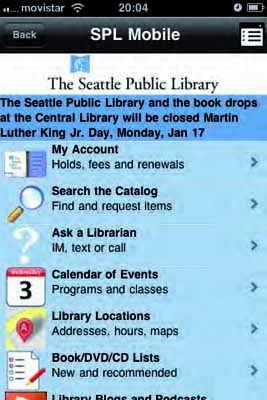 movistar 20:04
Back SPL Mobile
The Seattle Public Library
The Seattle Public Library and the book drops
at the Central Library will be closed Martin
Luther King Jr. Day, Monday, Jan 17
My Account
Holds, fees and renewals
Search the Catalog
Find and request items
Ask a Librarian
IM, text or call
Wednesday
3
Calendar of Events
Programs and classes
A
Library Locations
Addresses, hours, maps
Book/DVD/CD Lists
New and recommended
Library Blogs and Podcasts